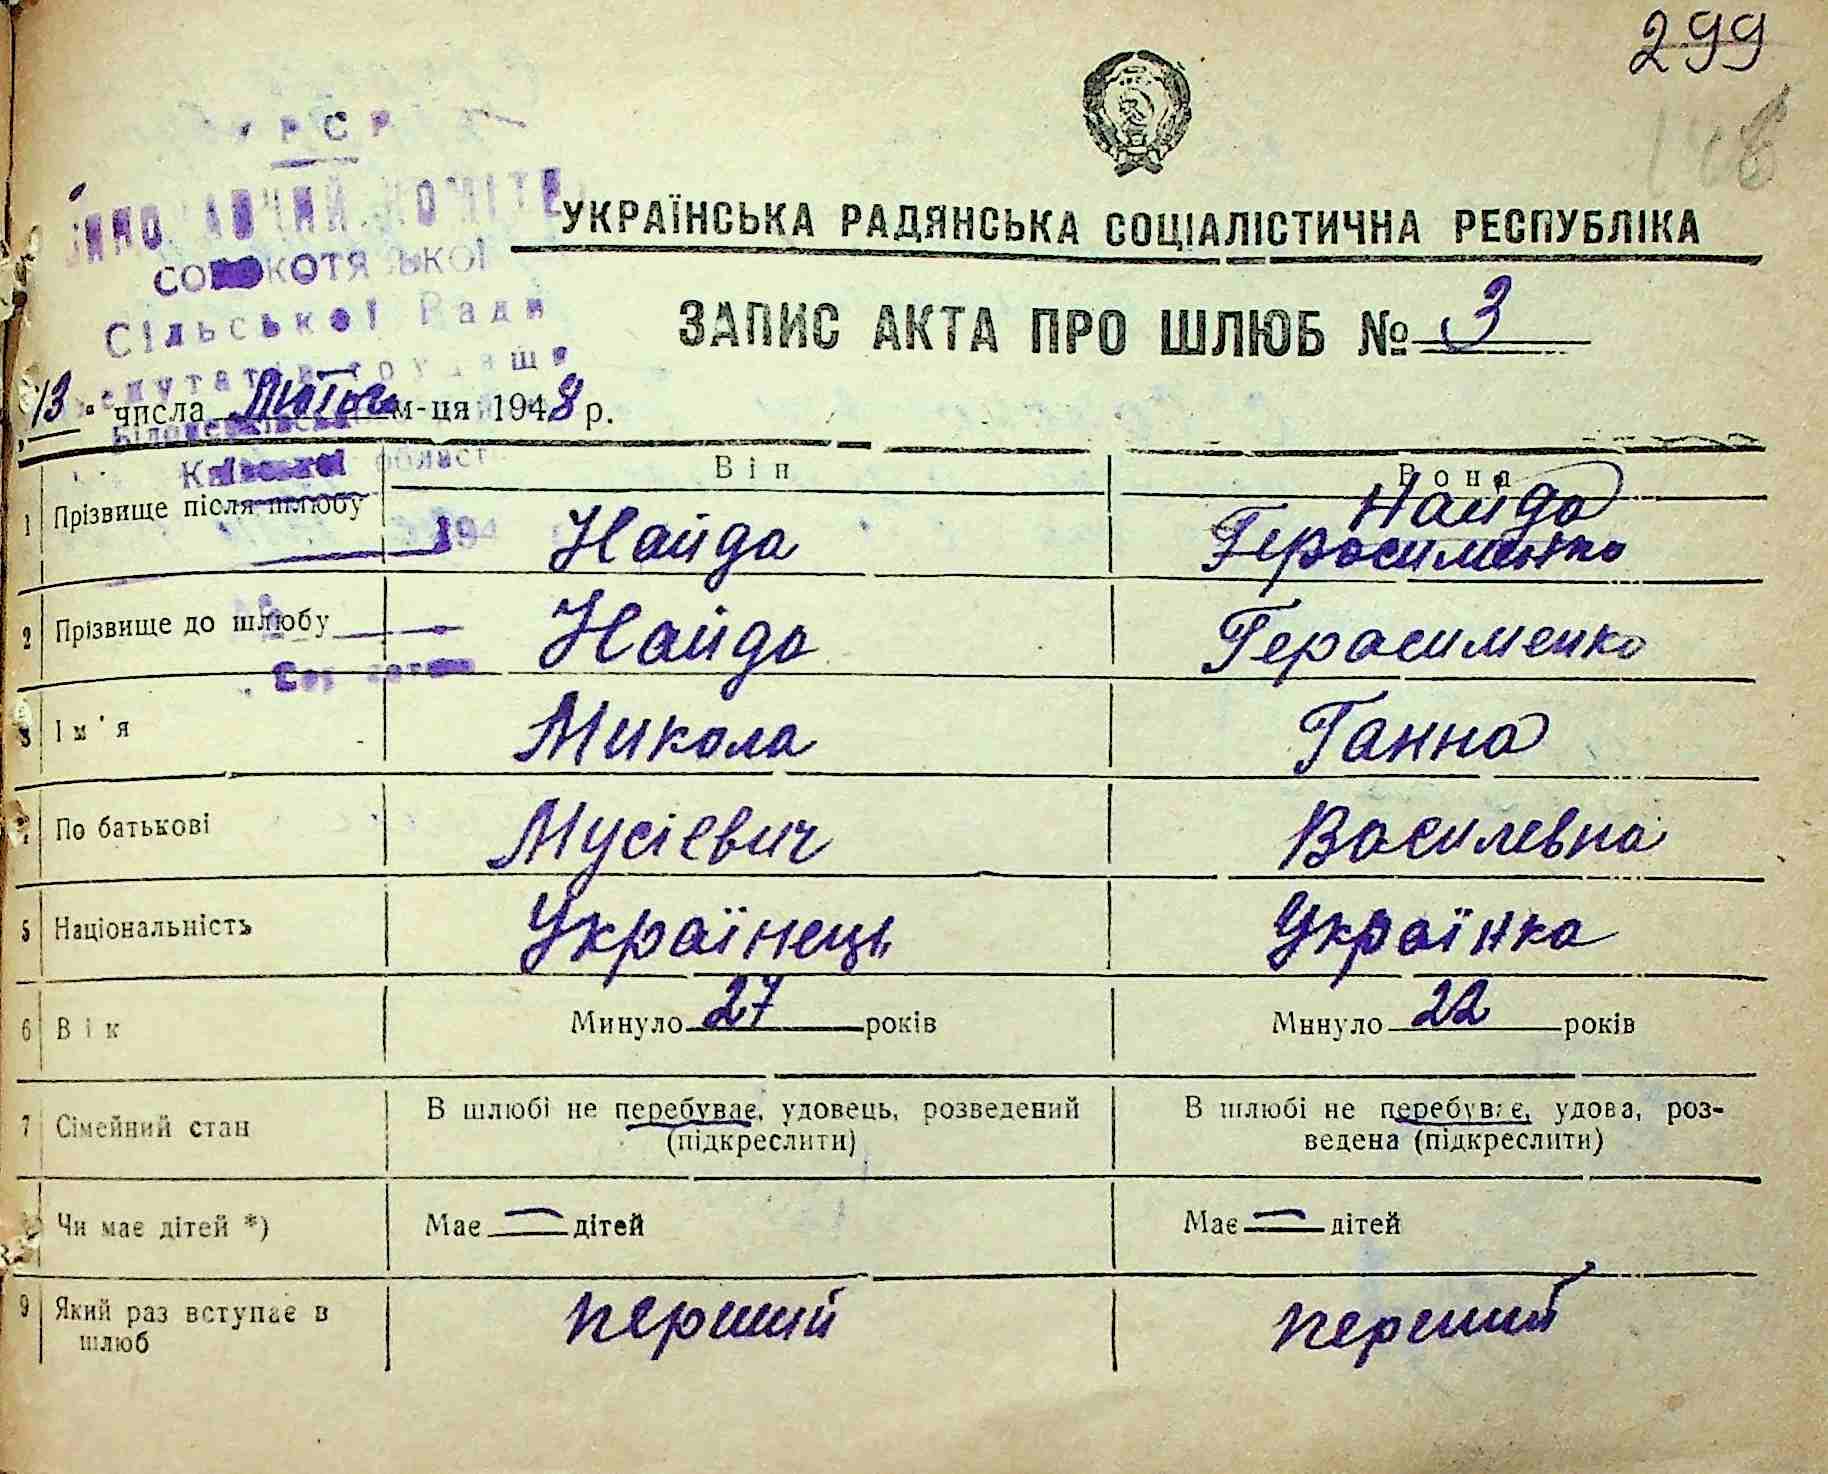 299
УКРАЇНСЬКА РАДЯНСЬКА СОЦІАЛІСТИЧНА РЕСПУБЛІКА
Сільської Ради
ЗАПИС АКТА ПРО ШЛЮБ № 3
13 числа Лютого м-ця 1948 р.
Він Вона
Найда
1 Прізвище після шлюбу Найда Герасименко
2 Прізвище до шлюбу Найда Герасименко
3 Ім'я Микола Ганна
4 По батькові Мусієвич Василевна
5 Національність Українець Українка
6 Вік Минуло 27 років Минуло 22 років
7 Сімейний стан В шлюбі не перебуває, удовець, розведений (підкреслити) В шлюбі не перебуває, удова, роз-
ведена (підкреслити)
Чи має дітей *) Має — дітей Має — дітей
9 Який раз вступає в шлюб перший перший